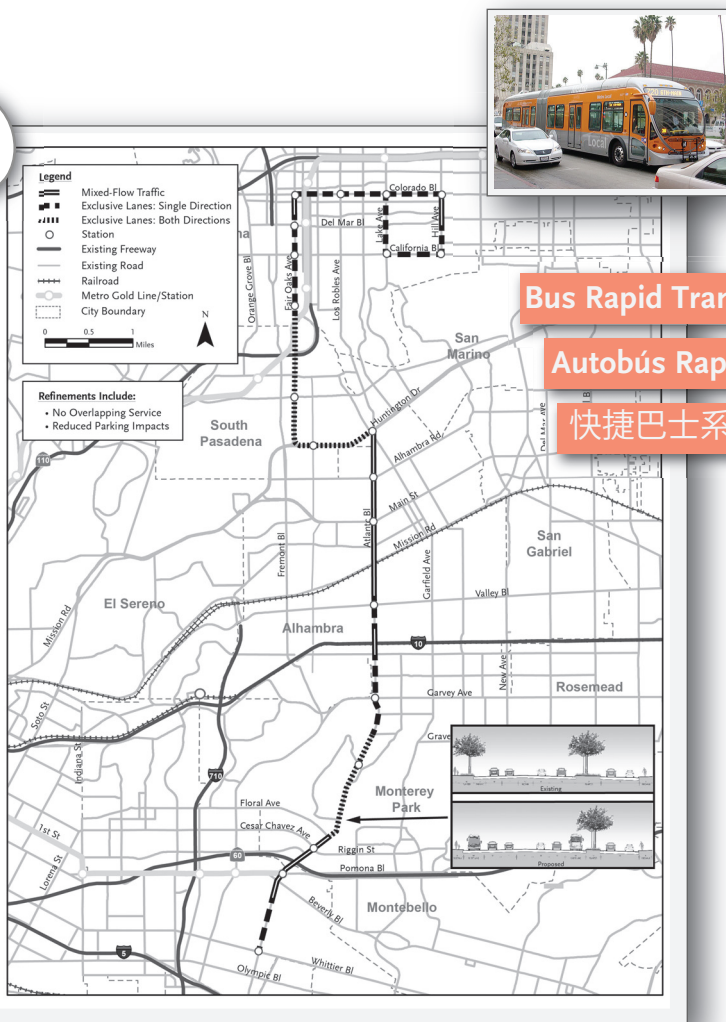 Local
Legend
Mixed-Flow Traffic
Exclusive Lanes: Single Direction
Exclusive Lanes: Both Directions
Station
Existing Freeway
Existing Road
Railroad
Metro Gold Line/Station
City Boundary
N
0 0.5 1
Miles
Refinements Include:
• No Overlapping Service
• Reduced Parking Impacts
Bus Rapid Tran
Autobús Rap
快捷巴士系
Colorado Bl
Del Mar Bl
Lake Ave
Hill Ave
California Bl
Orange Grove Bl
Fair Oaks Ave
Los Robles Ave
San
Marino
Huntington Dr
South
Pasadena
Alhambra Rd
Del Mar Ave
110
Main St
Atlantic Bl
Mission Rd
Fremont Bl
Garfield Ave
San
Gabriel
Valley Bl
El Sereno
Mission Rd
Alhambra
10
New Ave
Rosemead
Garvey Ave
Soto St
Grave
Indiana St
710
Monterey
Park
Existing
Proposed
Floral Ave
Cesar Chavez Ave
1st St
60
Riggin St
Pomona Bl
Lorena St
Beverly Bl
Montebello
5
Whittier Bl
Olympic Bl